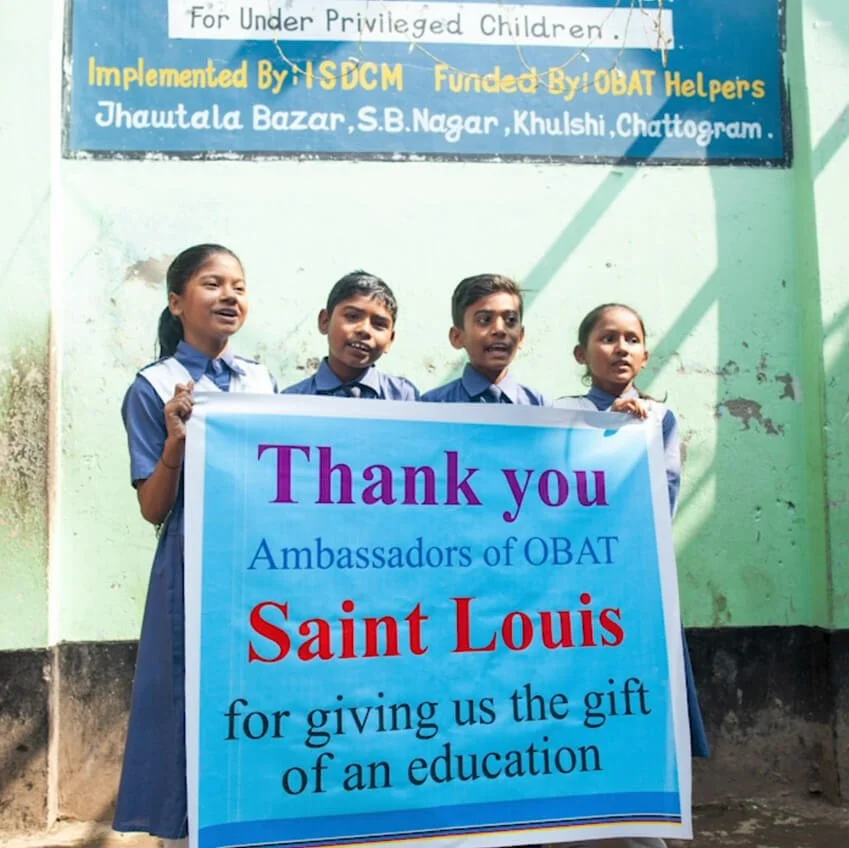 For Under Privileged Children.
Implemented By: ISDCM Funded By: OBAT Helpers
Jhawtala Bazar, S.B. Nagar, Khulshi, Chattogram.
Thank you
Ambassadors of OBAT
Saint Louis
for giving us the gift
of an education